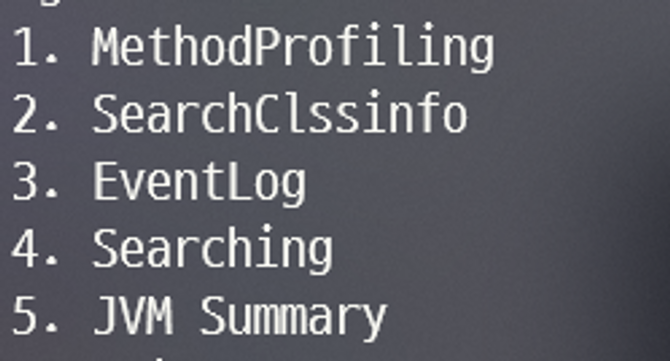 1. MethodProfiling
2. SearchClssinfo
3. EventLog
4. Searching
5. JVM Summary